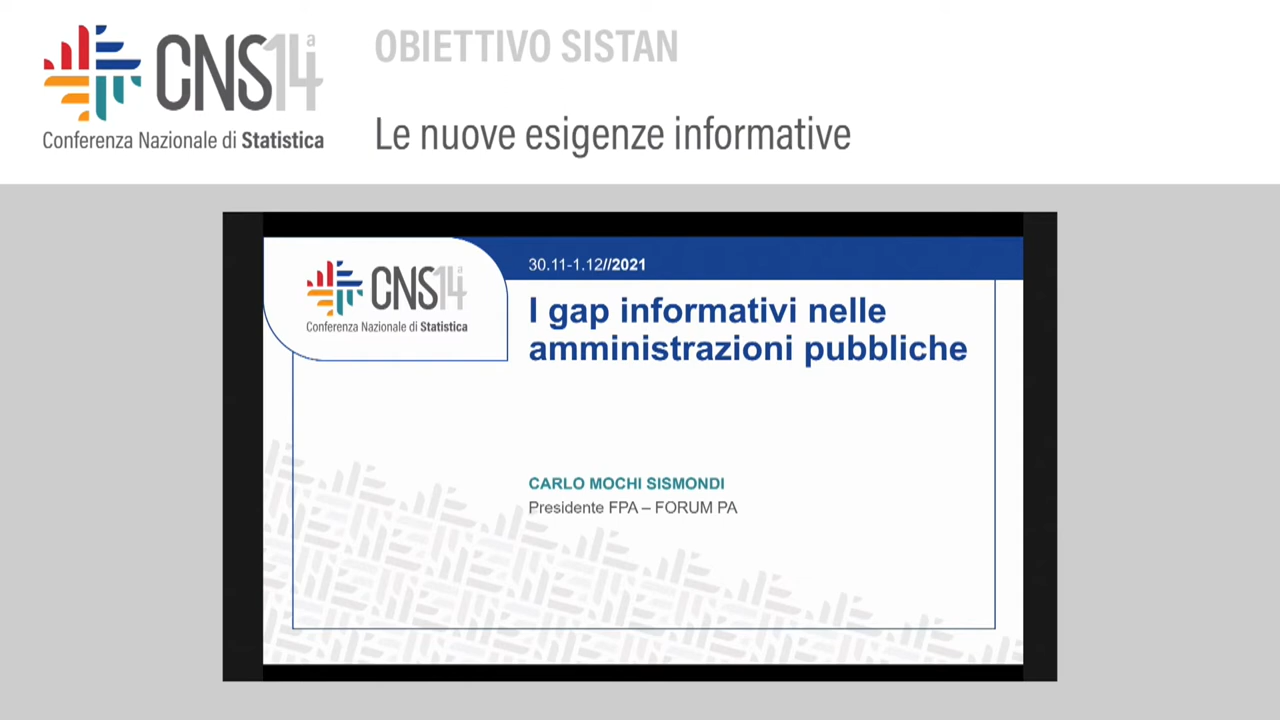 CNS14a
Conferenza Nazionale di Statistica
OBIETTIVO SISTAN
Le nuove esigenze informative
CNS14a
Conferenza Nazionale di Statistica
30.11-1.12//2021
I gap informativi nelle
amministrazioni pubbliche
CARLO MOCHI SISMONDI
Presidente FPA – FORUM PA